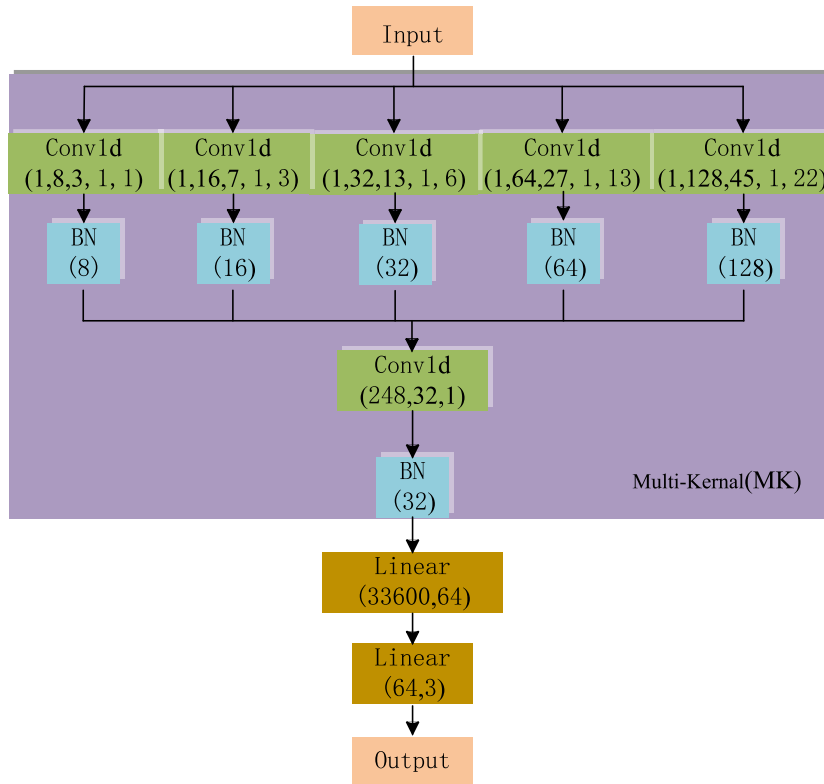 Input
Conv1d
(1,8,3, 1, 1)
Conv1d
(1,16,7, 1, 3)
Conv1d
(1,32,13, 1, 6)
Conv1d
(1,64,27, 1, 13)
Conv1d
(1,128,45, 1, 22)
BN
(8)
BN
(16)
BN
(32)
BN
(64)
BN
(128)
Conv1d
(248,32,1)
BN
(32)
Multi-Kernal(MK)
Linear
(33600,64)
Linear
(64,3)
Output